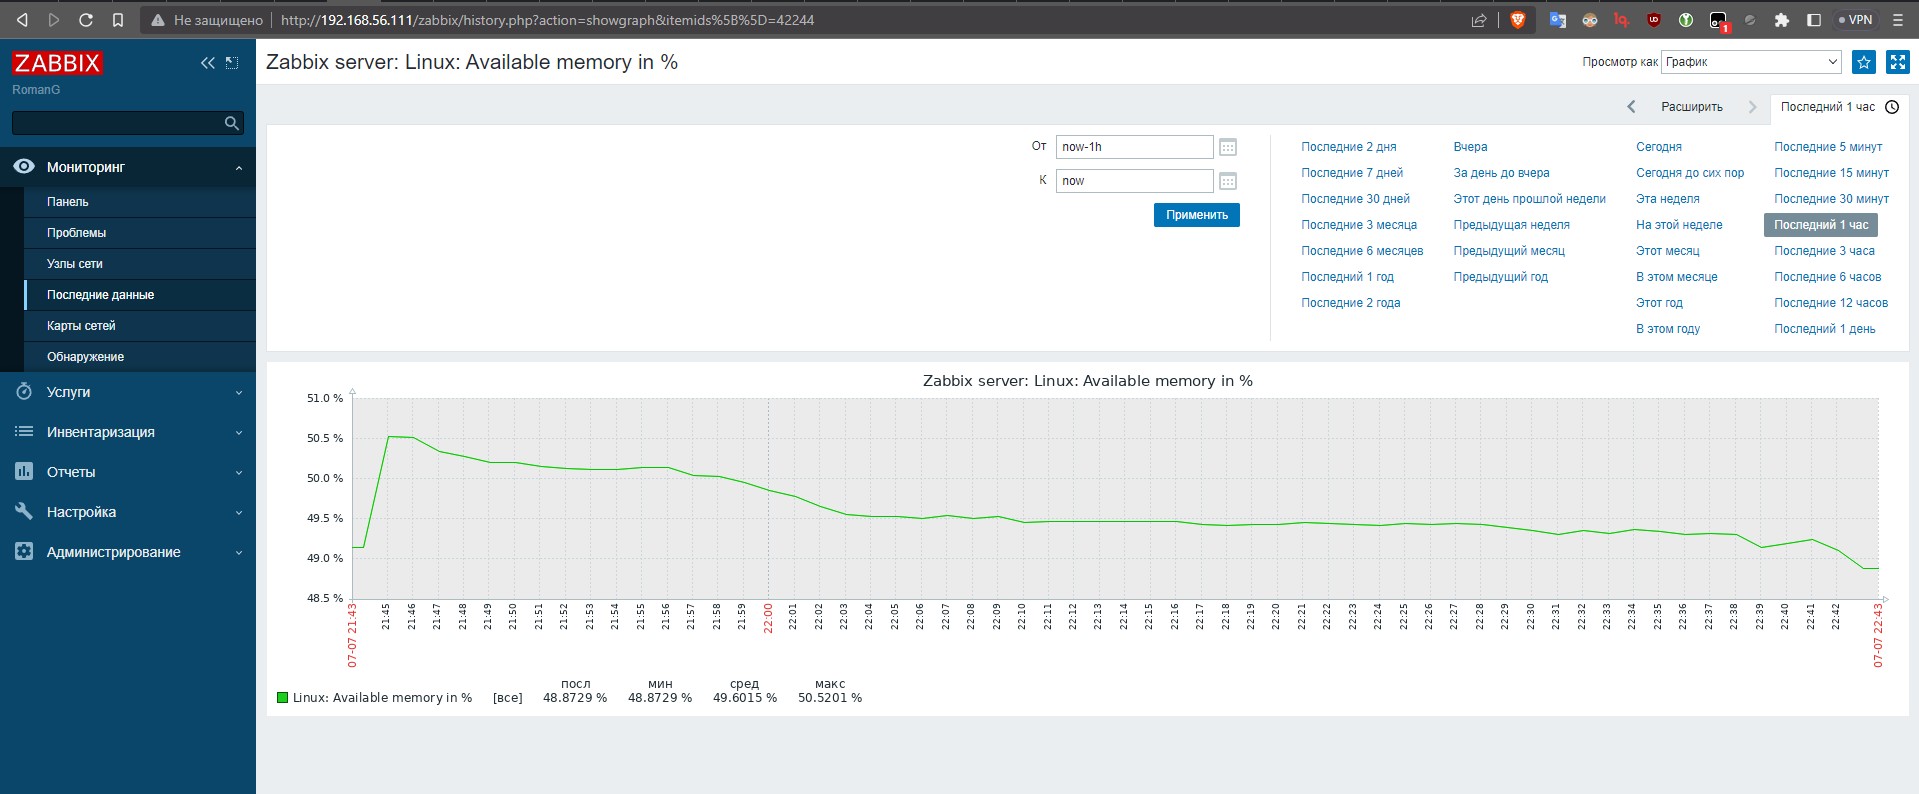 Не защищено
http://192.168.56.111/zabbix/history.php?action=showgraph&itemids%5B%5D=42244
1
VPN
ZABBIX
RomanG
Мониторинг
Панель
Проблемы
Узлы сети
Последние данные
Карты сетей
Обнаружение
Услуги
Инвентаризация
Отчеты
Настройка
Администрирование
Zabbix server: Linux: Available memory in %
Просмотр как График
Расширить
Последний 1 час
От now-1h
К now
Применить
Последние 2 дня Вчера Сегодня Последние 5 минут
Последние 7 дней За день до вчера Сегодня до сих пор Последние 15 минут
Последние 30 дней Этот день прошлой недели Эта неделя Последние 30 минут
Последние 3 месяца Предыдущая неделя На этой неделе Последний 1 час
Последние 6 месяцев Предыдущий месяц Этот месяц Последние 3 часа
Последний 1 год Предыдущий год В этом месяце Последние 6 часов
Последние 2 года Этот год Последние 12 часов
В этом году Последний 1 день
Zabbix server: Linux: Available memory in %
51.0 %
50.5 %
50.0 %
49.5 %
49.0 %
48.5 %
07-07 21:43 21:45 21:46 21:47 21:48 21:49 21:50 21:51 21:52 21:53 21:54 21:55 21:56 21:57 21:58 21:59 22:00 22:01 22:02 22:03 22:04 22:05 22:06 22:07 22:08 22:09 22:10 22:11 22:12 22:13 22:14 22:15 22:16 22:17 22:18 22:19 22:20 22:21 22:22 22:23 22:24 22:25 22:26 22:27 22:28 22:29 22:30 22:31 22:32 22:33 22:34 22:35 22:36 22:37 22:38 22:39 22:40 22:41 22:42 07-07 22:43
посл мин сред макс
Linux: Available memory in % [все] 48.8729 % 48.8729 % 49.6015 % 50.5201 %